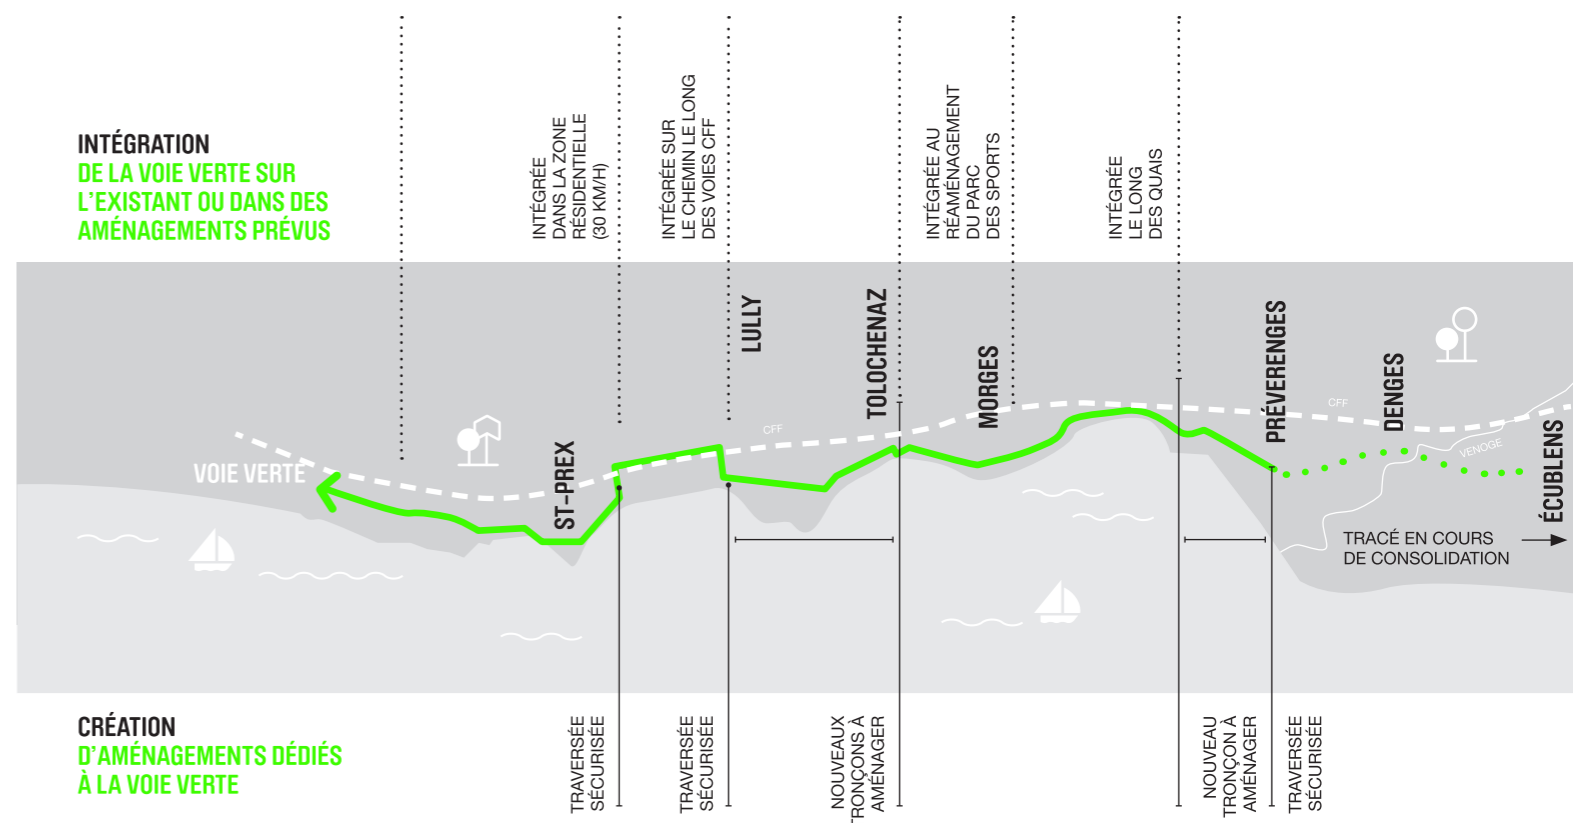 INTÉGRATION
DE LA VOIE VERTE SUR
L'EXISTANT OU DANS DES
AMÉNAGEMENTS PRÉVUS
INTÉGRÉE
DANS LA ZONE
RÉSIDENTIELLE
(30 KM/H)
INTÉGRÉE SUR
LE CHEMIN LE LONG
DES VOIES CFF
INTÉGRÉE AU
RÉAMÉNAGEMENT
DU PARC
DES SPORTS
INTÉGRÉE
LE LONG
DES QUAIS
VOIE VERTE
ST-PREX
LULLY
CFF
TOLOCHENAZ
MORGES
PRÉVERENGES
CFF
DENGES
VENOGE
ÉCUBLENS
TRACÉ EN COURS
DE CONSOLIDATION
CRÉATION
D'AMÉNAGEMENTS DÉDIÉS
À LA VOIE VERTE
TRAVERSÉE
SÉCURISÉE
TRAVERSÉE
SÉCURISÉE
NOUVEAUX
TRONÇONS À
AMÉNAGER
NOUVEAU
TRONÇON À
AMÉNAGER
TRAVERSÉE
SÉCURISÉE